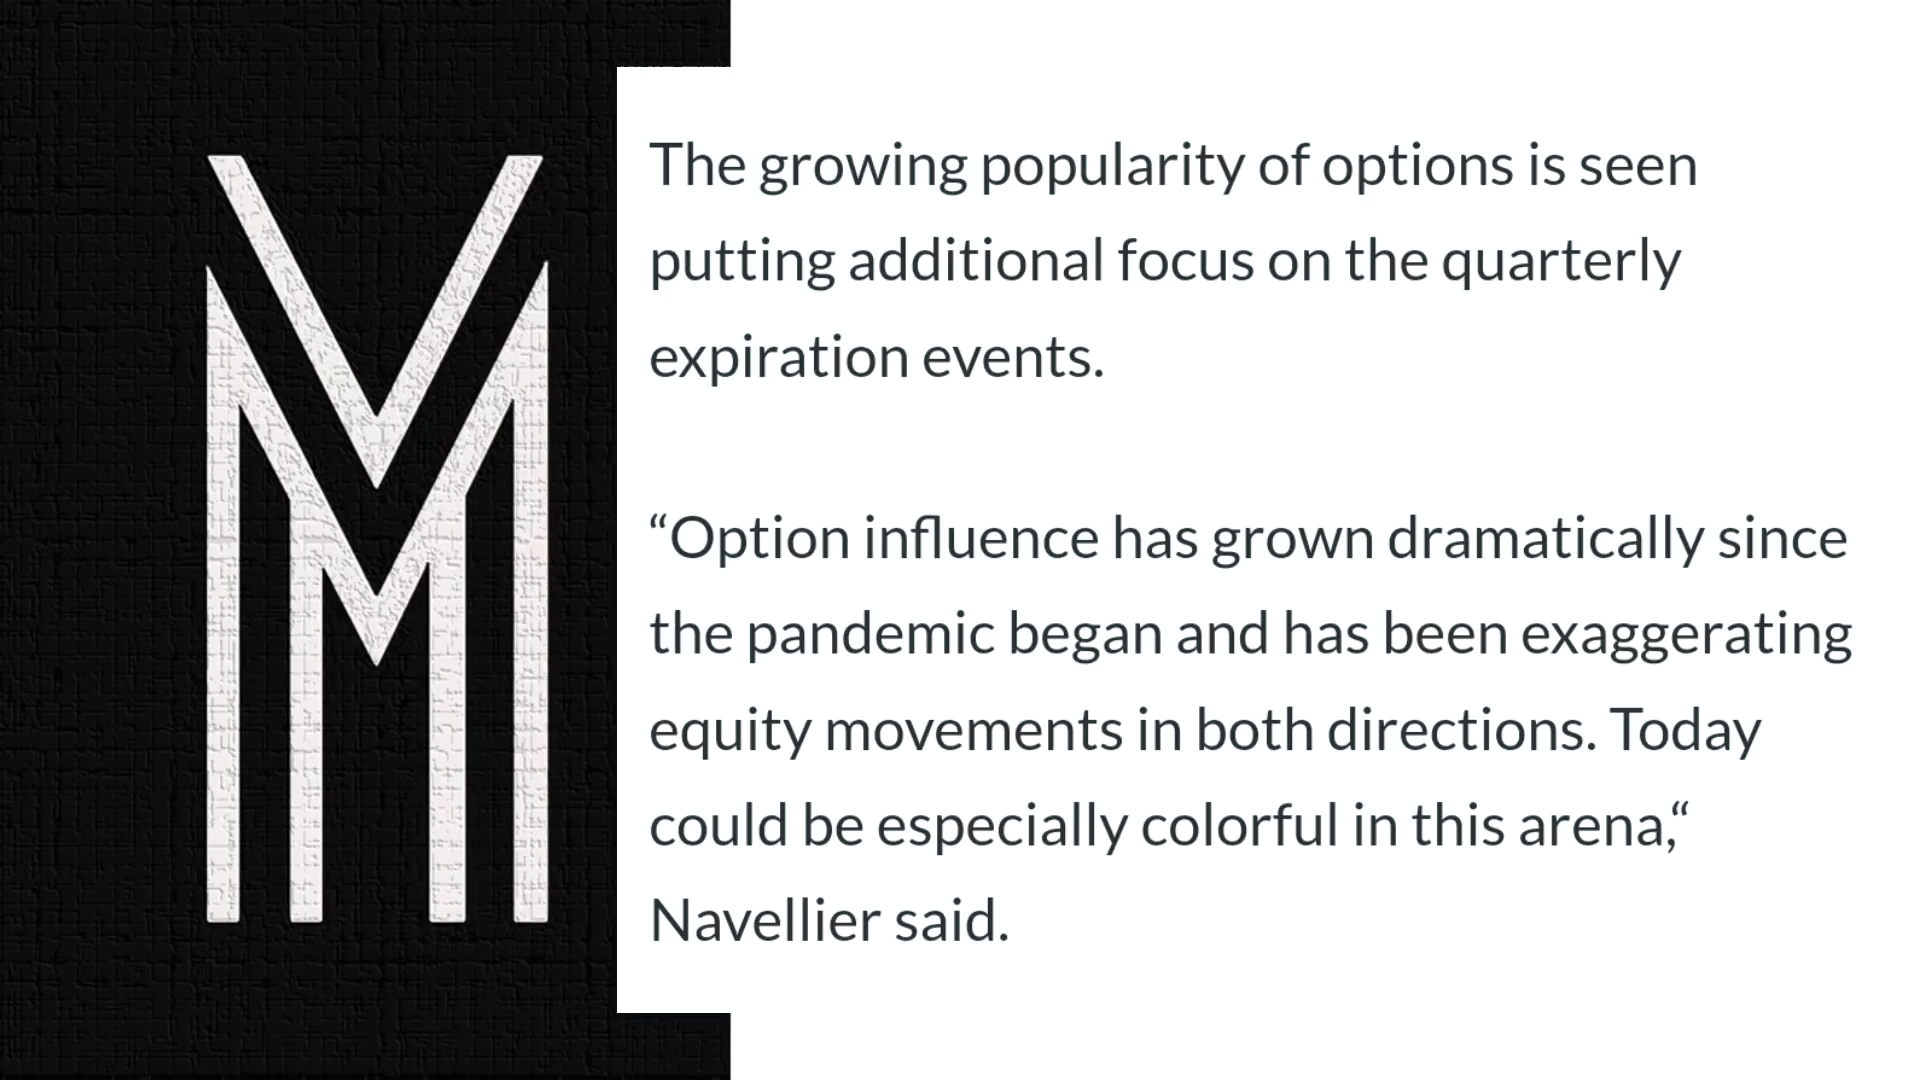 The growing popularity of options is seen
putting additional focus on the quarterly
expiration events.
“Option influence has grown dramatically since
the pandemic began and has been exaggerating
equity movements in both directions. Today
could be especially colorful in this arena,“
Navellier said.